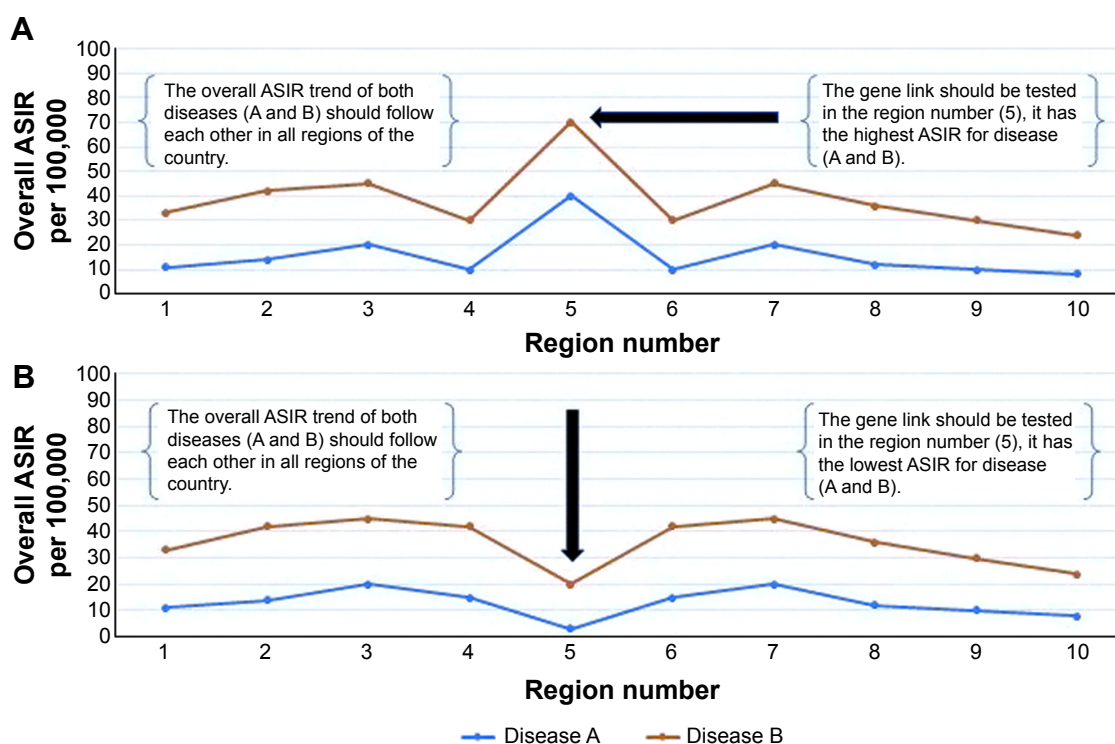 A
100
90
80
70
60
50
40
30
20
10
0
Overall ASIR
per 100,000
The overall ASIR trend of both
diseases (A and B) should follow
each other in all regions of the
country.
The gene link should be tested
in the region number (5), it has
the highest ASIR for disease
(A and B).
1 2 3 4 5 6 7 8 9 10
Region number
B
100
90
80
70
60
50
40
30
20
10
0
Overall ASIR
per 100,000
The overall ASIR trend of both
diseases (A and B) should follow
each other in all regions of the
country.
The gene link should be tested
in the region number (5), it has
the lowest ASIR for disease
(A and B).
1 2 3 4 5 6 7 8 9 10
Region number
Disease A Disease B